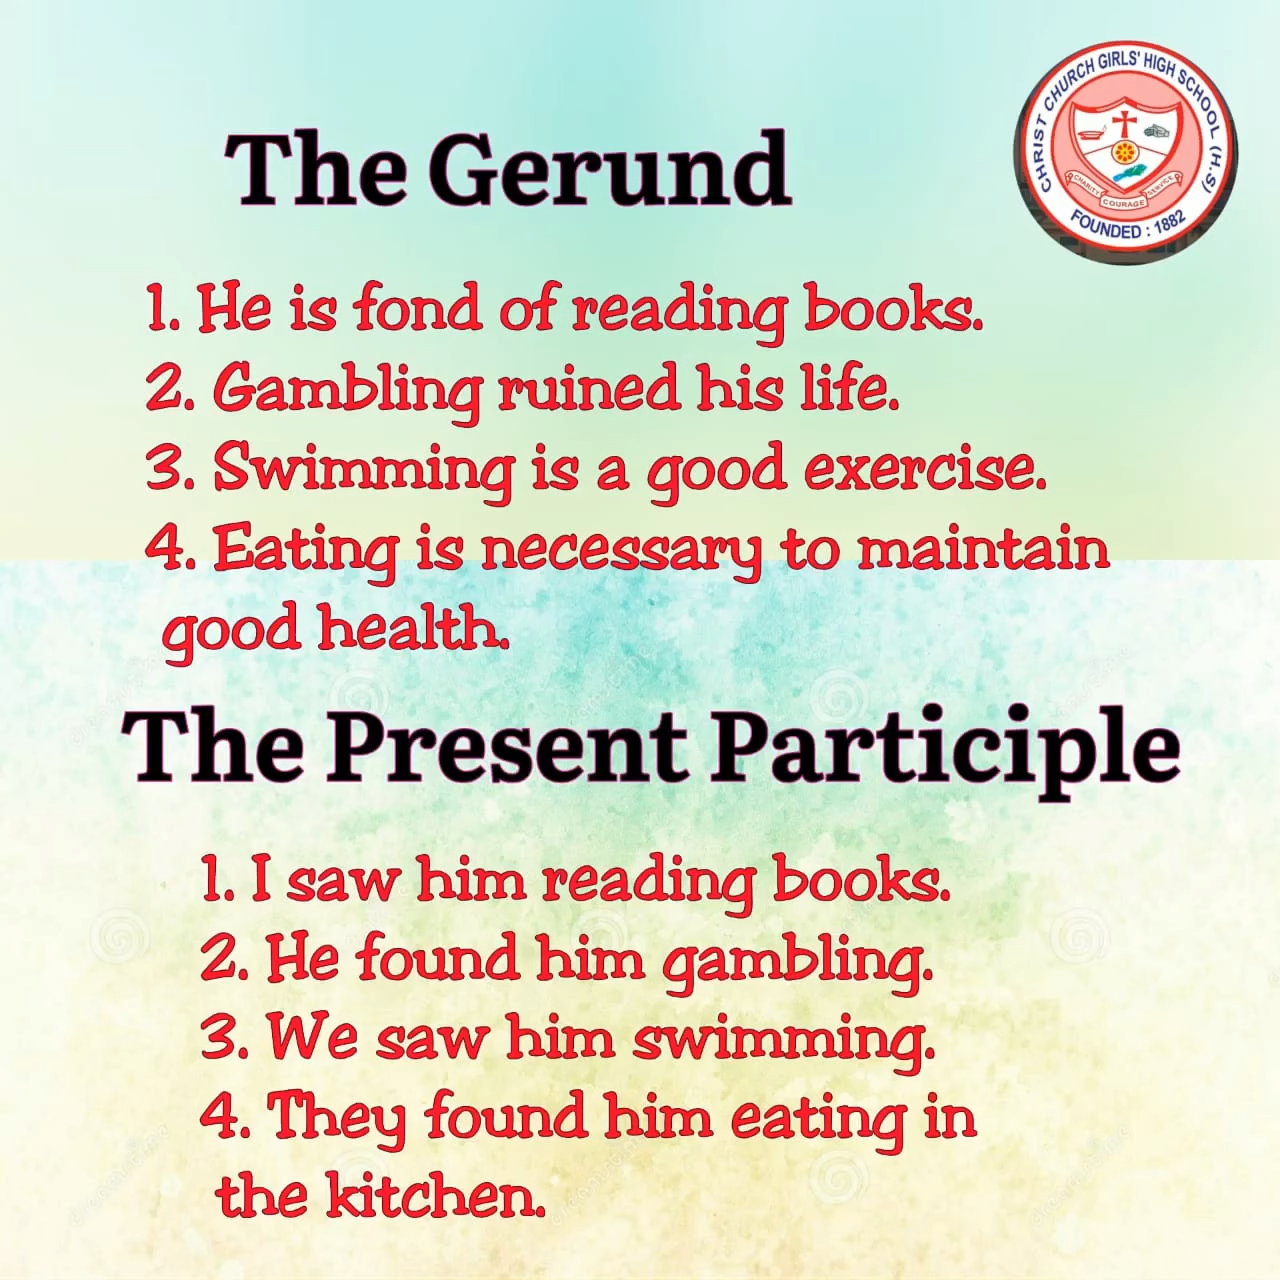 The Gerund
CHRIST CHURCH GIRLS' HIGH SCHOOL (H.S)
CHARITY
COURAGE
SERVICE
FOUNDED : 1882
1. He is fond of reading books.
2. Gambling ruined his life.
3. Swimming is a good exercise.
4. Eating is necessary to maintain
good health.
The Present Participle
1. I saw him reading books.
2. He found him gambling.
3. We saw him swimming.
4. They found him eating in
the kitchen.